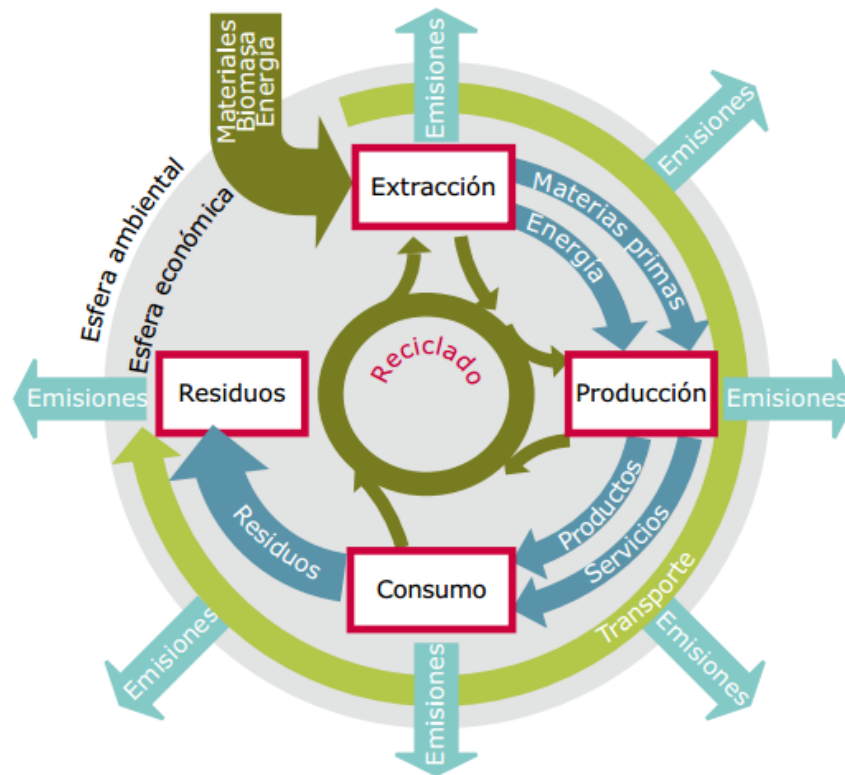 Materiales
Biomasa
Energía
Emisiones
Emisiones
Extracción
Materias primas
Energía
Esfera ambiental
Esfera económica
Reciclado
Emisiones
Residuos
Producción
Emisiones
Residuos
Productos
Servicios
Consumo
Transporte
Emisiones
Emisiones
Emisiones